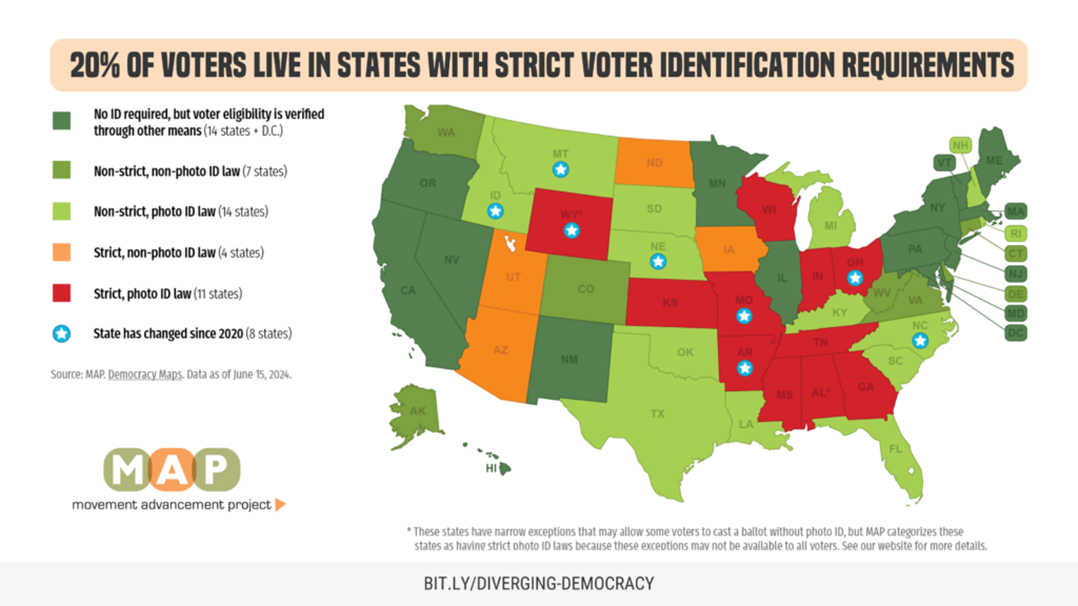 20% OF VOTERS LIVE IN STATES WITH STRICT VOTER IDENTIFICATION REQUIREMENTS
No ID required, but voter eligibility is verified
through other means (14 states + D.C.)
Non-strict, non-photo ID law (7 states)
Non-strict, photo ID law (14 states)
Strict, non-photo ID law (4 states)
Strict, photo ID law (11 states)
State has changed since 2020 (8 states)
Source: MAP. Democracy Maps. Data as of June 15, 2024.
MAP
movement advancement project
WA
OR
CA
NV
ID
MT
WY*
UT
AZ
CO
NM
ND
SD
NE
KS
OK
TX
MN
IA
MO
AR
LA
WI
IL
MI
IN
OH
KY
TN
MS
AL*
GA
FL
SC
NC
VA
WV
PA
NY
VT
NH
ME
MA
RI
CT
NJ
DE
MD
DC
AK
HI
* These states have narrow exceptions that may allow some voters to cast a ballot without photo ID, but MAP categorizes these
states as having strict photo ID laws because these exceptions may not be available to all voters. See our website for more details.
BIT.LY/DIVERGING-DEMOCRACY